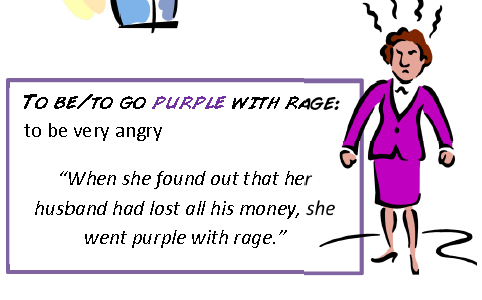 TO BE/TO GO PURPLE WITH RAGE:
to be very angry
"When she found out that her
husband had lost all his money, she
went purple with rage."